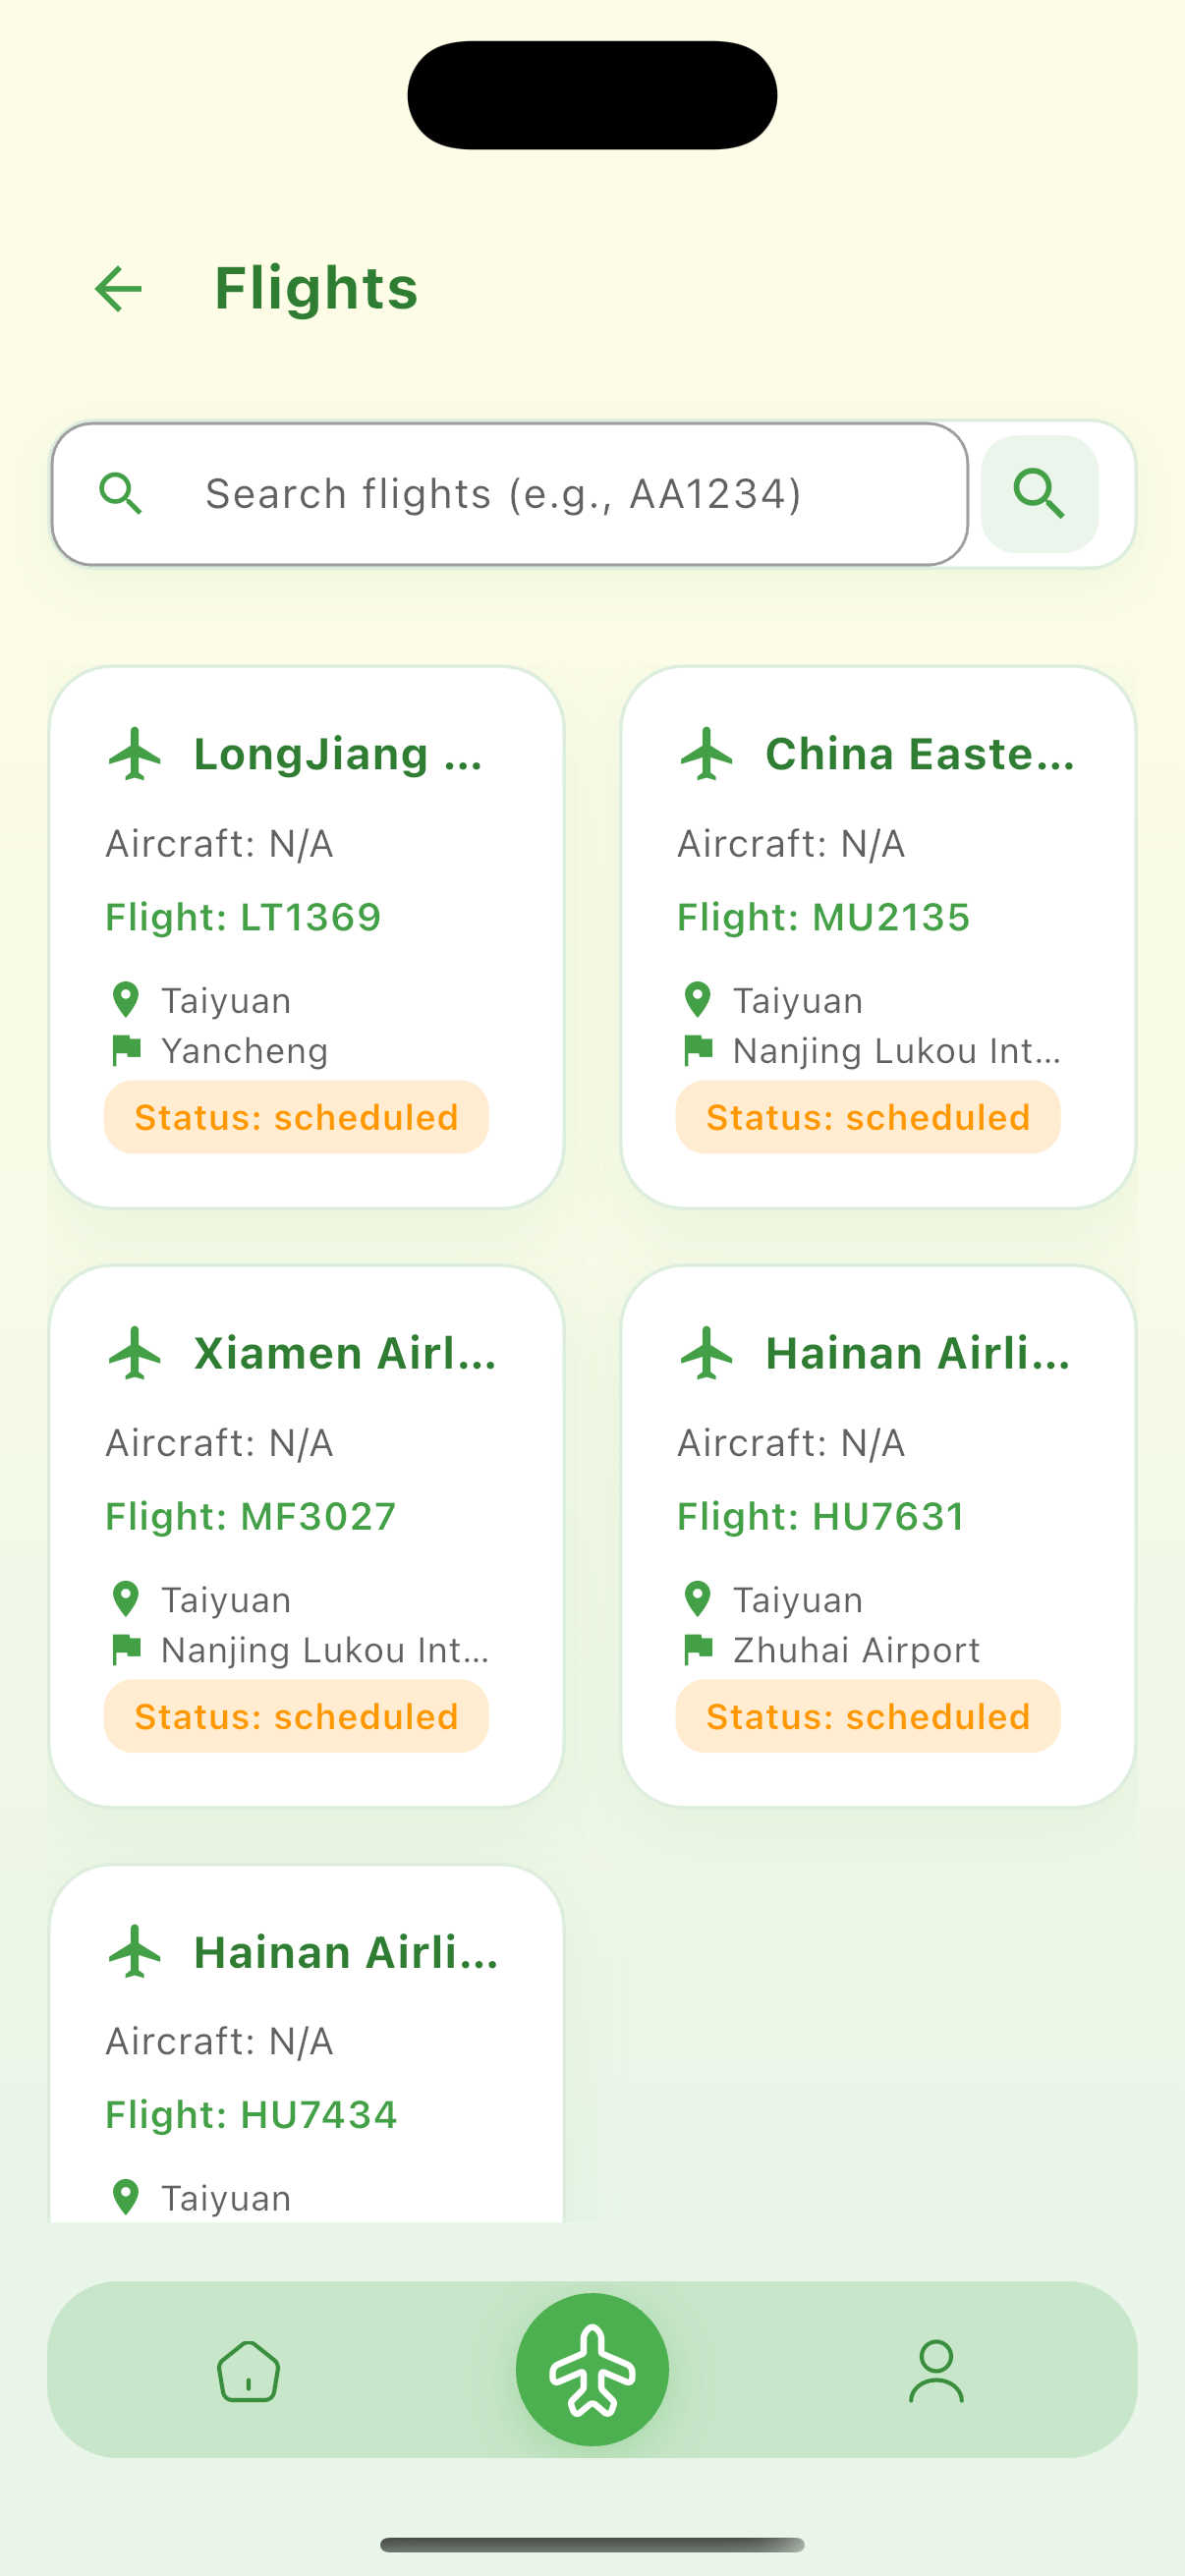 Flights
Search flights (e.g., AA1234)
LongJiang ...
Aircraft: N/A
Flight: LT1369
Taiyuan
Yancheng
Status: scheduled
China Easte...
Aircraft: N/A
Flight: MU2135
Taiyuan
Nanjing Lukou Int...
Status: scheduled
Xiamen Airl...
Aircraft: N/A
Flight: MF3027
Taiyuan
Nanjing Lukou Int...
Status: scheduled
Hainan Airli...
Aircraft: N/A
Flight: HU7631
Taiyuan
Zhuhai Airport
Status: scheduled
Hainan Airli...
Aircraft: N/A
Flight: HU7434
Taiyuan